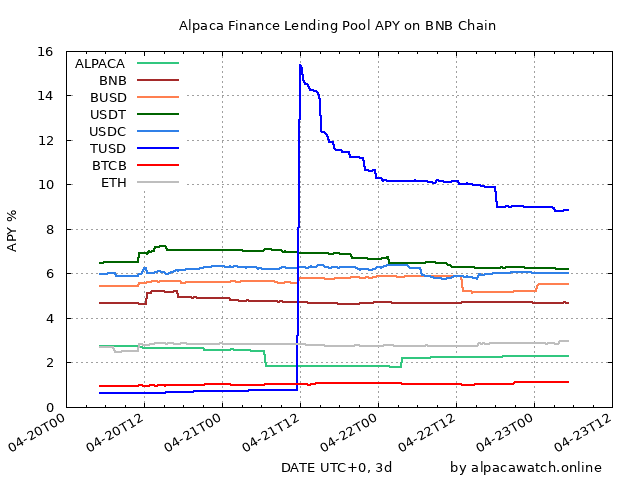 Alpaca Finance Lending Pool APY on BNB Chain
16
14
12
10
8
6
4
2
0
APY %
ALPACA
BNB
BUSD
USDT
USDC
TUSD
BTCB
ETH
04-20T00
04-20T12
04-21T00
04-21T12
04-22T00
04-22T12
04-23T00
04-23T12
DATE UTC+0, 3d
by alpacawatch.online